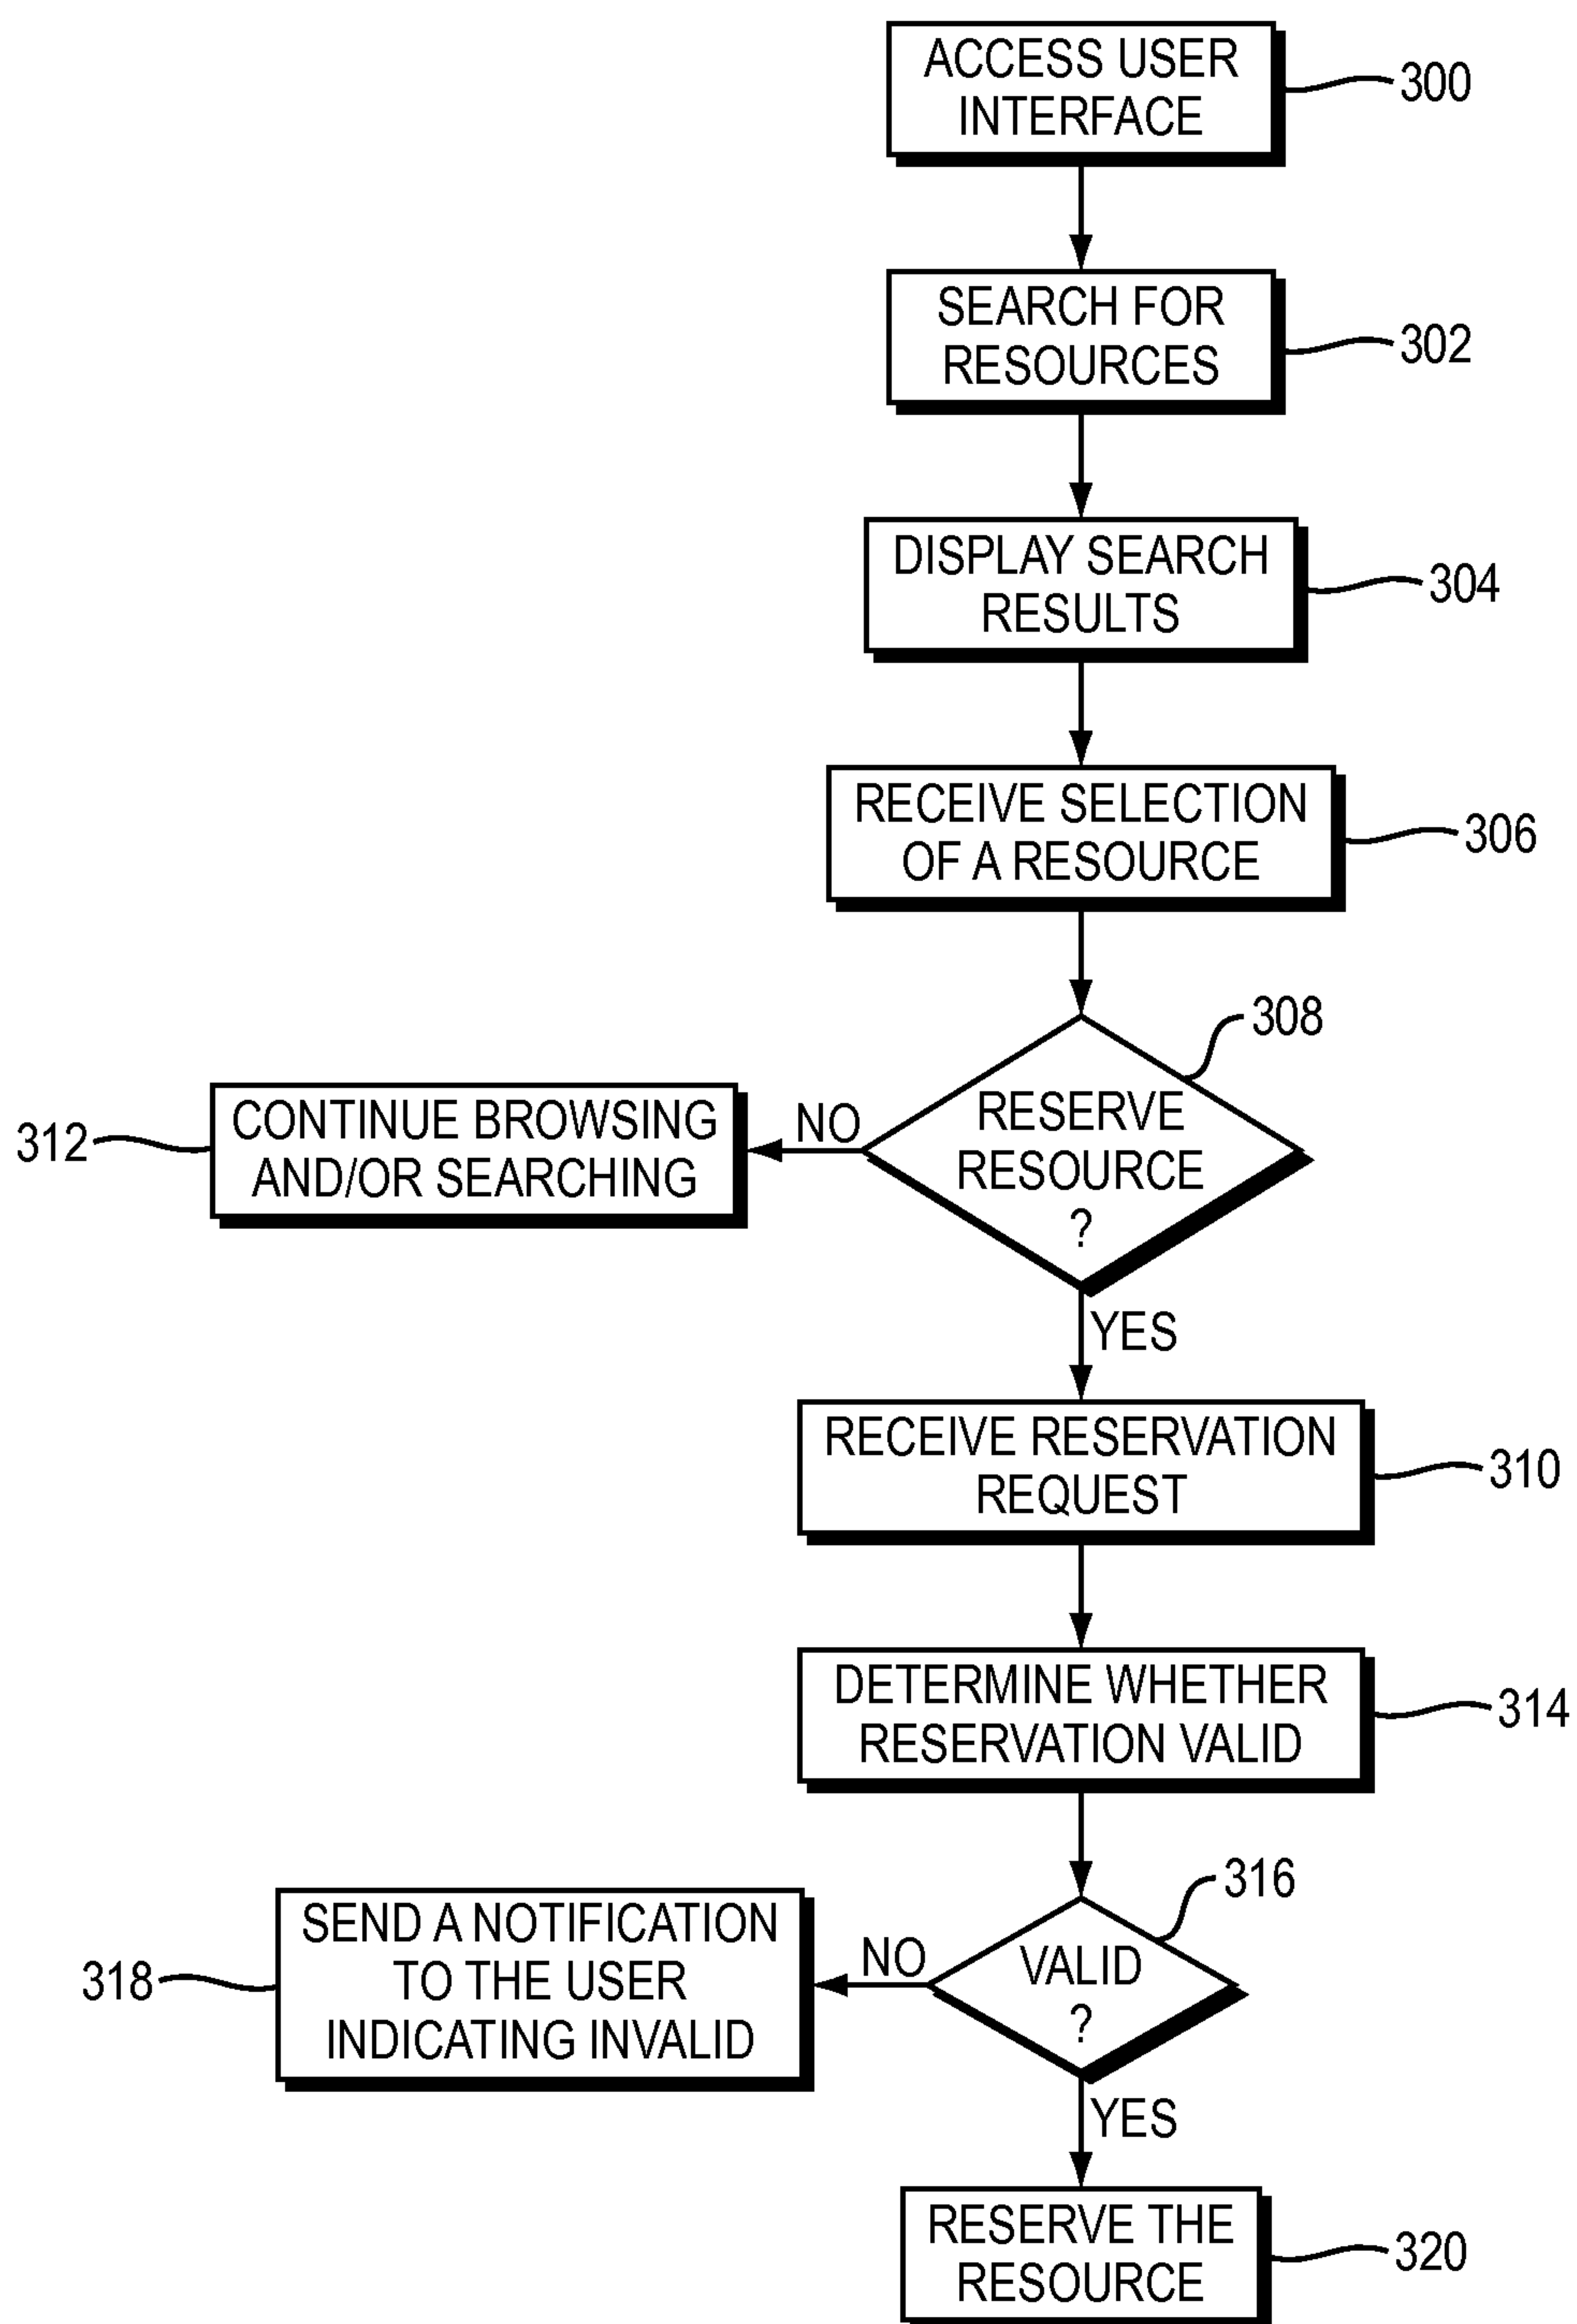 ACCESS USER
INTERFACE
300
SEARCH FOR
RESOURCES
302
DISPLAY SEARCH
RESULTS
304
RECEIVE SELECTION
OF A RESOURCE
306
308
RESERVE
RESOURCE
?
NO
CONTINUE BROWSING
AND/OR SEARCHING
312
YES
RECEIVE RESERVATION
REQUEST
310
DETERMINE WHETHER
RESERVATION VALID
314
316
VALID
?
NO
SEND A NOTIFICATION
TO THE USER
INDICATING INVALID
318
YES
RESERVE THE
RESOURCE
320